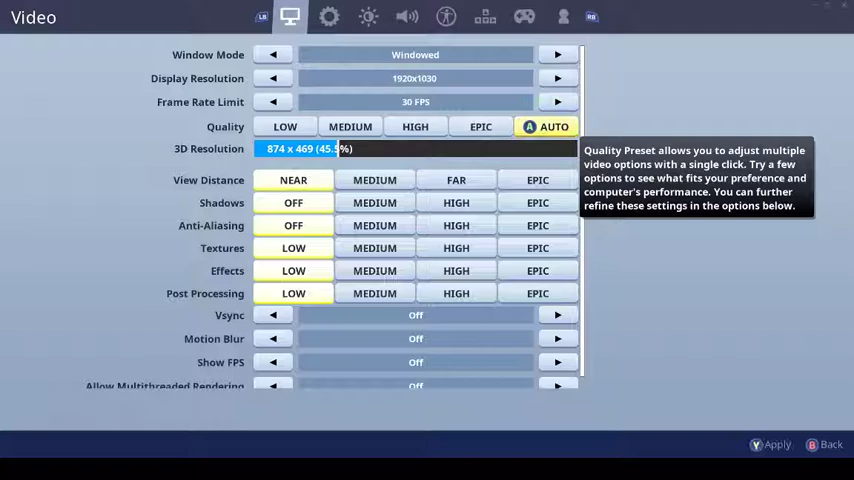 Video
LB
RB
Window Mode
Windowed
Display Resolution
1920x1030
Frame Rate Limit
30 FPS
Quality
LOW MEDIUM HIGH EPIC A AUTO
3D Resolution
874 x 469 (45.5%)
Quality Preset allows you to adjust multiple
video options with a single click. Try a few
options to see what fits your preference and
computer's performance. You can further
refine these settings in the options below.
View Distance
NEAR MEDIUM FAR EPIC
Shadows
OFF MEDIUM HIGH EPIC
Anti-Aliasing
OFF MEDIUM HIGH EPIC
Textures
LOW MEDIUM HIGH EPIC
Effects
LOW MEDIUM HIGH EPIC
Post Processing
LOW MEDIUM HIGH EPIC
Vsync
Off
Motion Blur
Off
Show FPS
Off
Allow Multithreaded Rendering
Off
Y Apply B Back